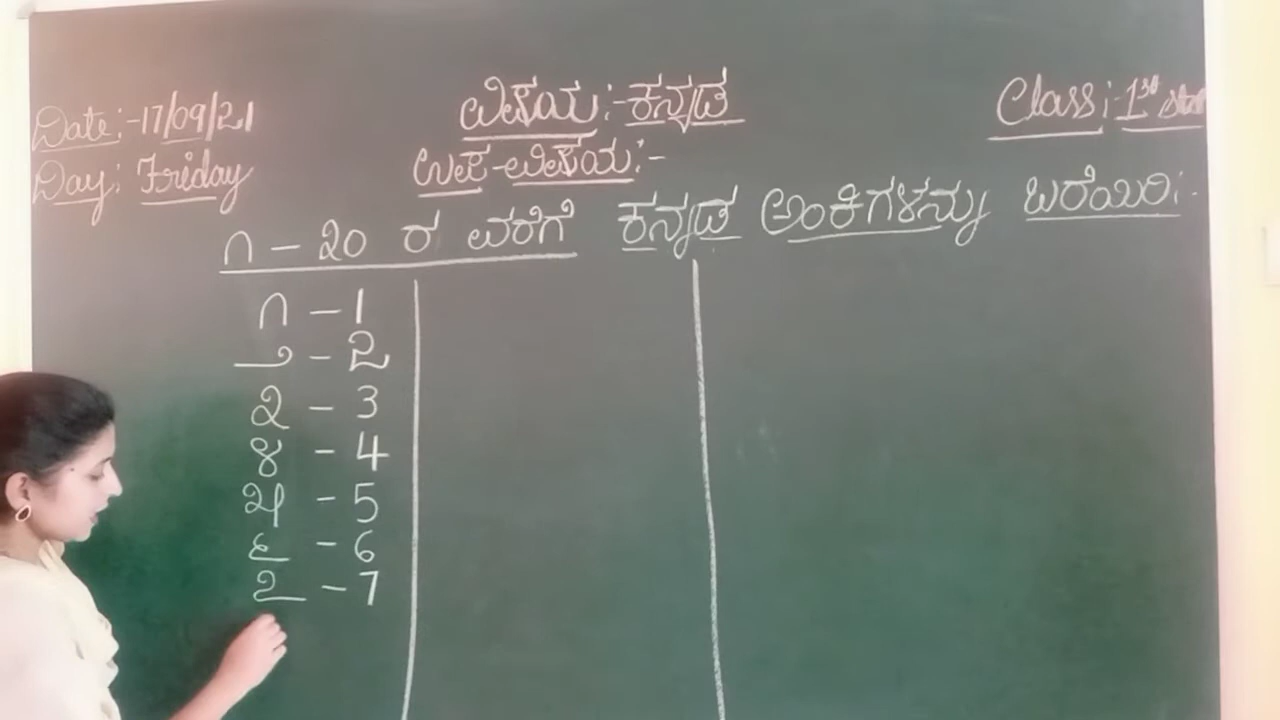 Date:-17/09/21 ವಿಷಯ:-ಕನ್ನಡ Class:-1st
Day: Friday ಉಪ-ವಿಷಯ:-
೧ - ೨೦ ರ ವರೆಗೆ ಕನ್ನಡ ಅಂಕಿಗಳನ್ನು ಬರೆಯಿರಿ:-
೧ - 1
೨ - 2
೩ - 3
೪ - 4
೫ - 5
೬ - 6
೭ - 7